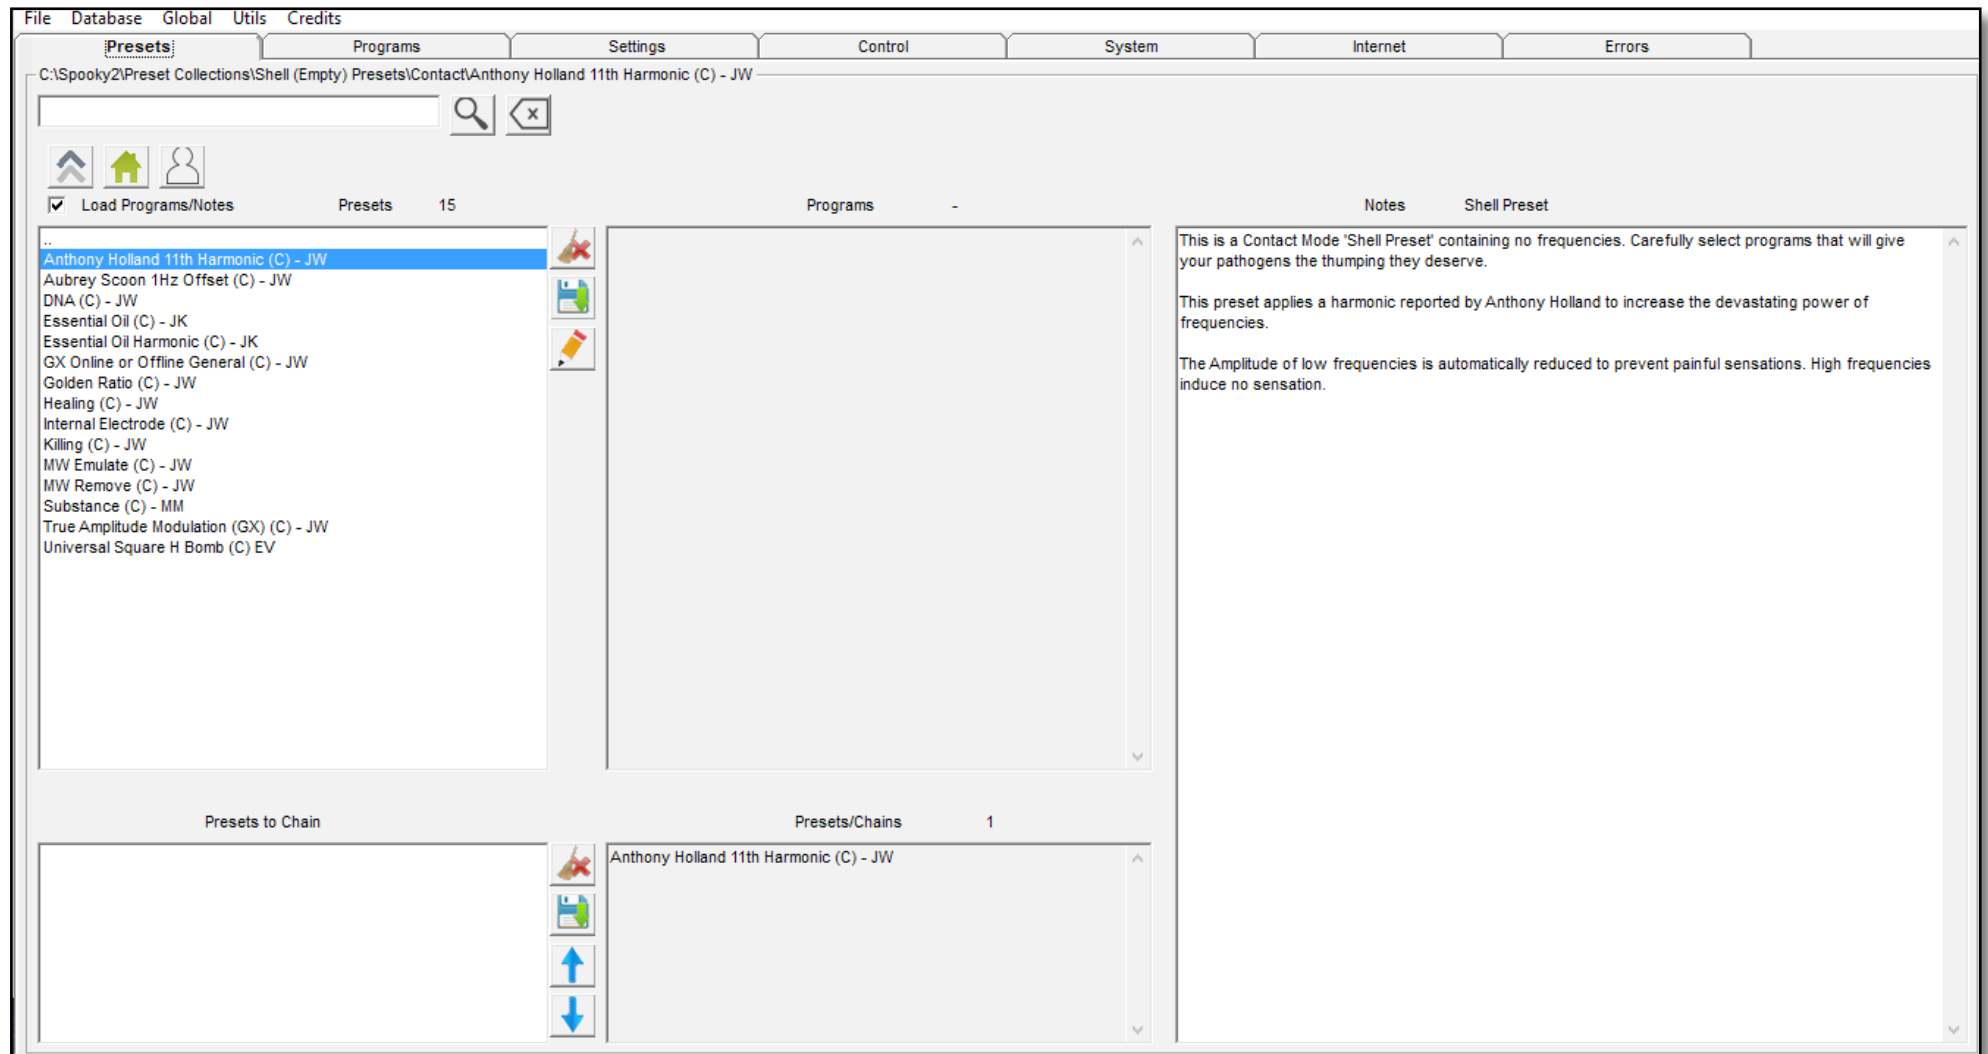 File Database Global Utils Credits
Presets Programs Settings Control System Internet Errors
C:\Spooky2\Preset Collections\Shell (Empty) Presets\Contact\Anthony Holland 11th Harmonic (C) - JW
Load Programs/Notes Presets 15 Programs - Notes Shell Preset
..
Anthony Holland 11th Harmonic (C) - JW
Aubrey Scoon 1Hz Offset (C) - JW
DNA (C) - JW
Essential Oil (C) - JK
Essential Oil Harmonic (C) - JK
GX Online or Offline General (C) - JW
Golden Ratio (C) - JW
Healing (C) - JW
Internal Electrode (C) - JW
Killing (C) - JW
MW Emulate (C) - JW
MW Remove (C) - JW
Substance (C) - MM
True Amplitude Modulation (GX) (C) - JW
Universal Square H Bomb (C) EV
This is a Contact Mode 'Shell Preset' containing no frequencies. Carefully select programs that will give
your pathogens the thumping they deserve.
This preset applies a harmonic reported by Anthony Holland to increase the devastating power of
frequencies.
The Amplitude of low frequencies is automatically reduced to prevent painful sensations. High frequencies
induce no sensation.
Presets to Chain Presets/Chains 1
Anthony Holland 11th Harmonic (C) - JW